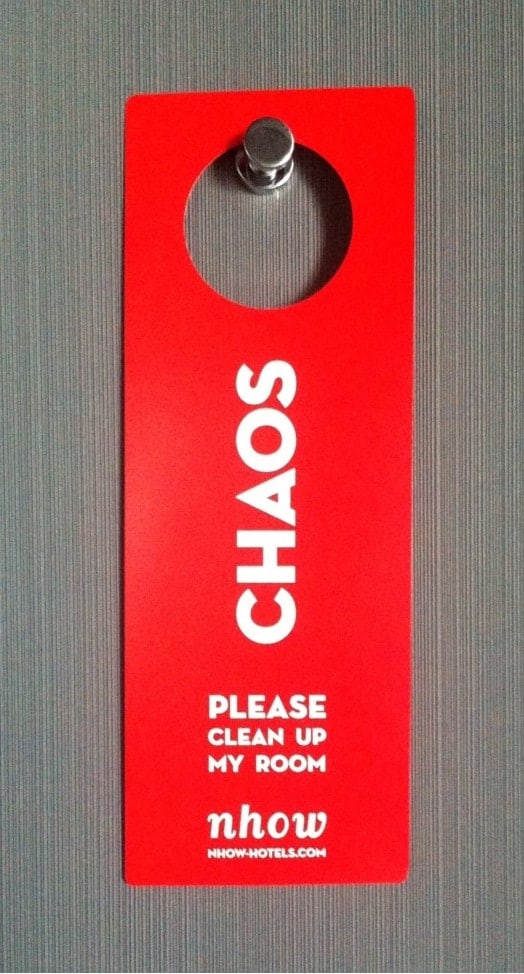 CHAOS
PLEASE
CLEAN UP
MY ROOM
nhow
NHOW-HOTELS.COM